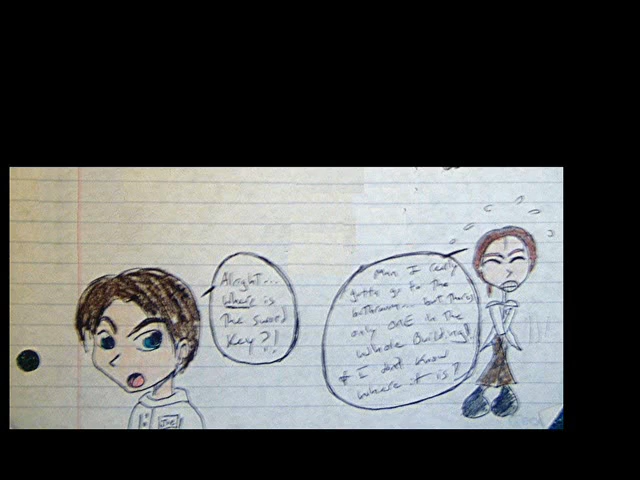 Alright...
Where is
the sword
key?!
Man I really
gotta go to the
bathroom... but there's
only one in the
whole building!!
& I don't know
where it is!